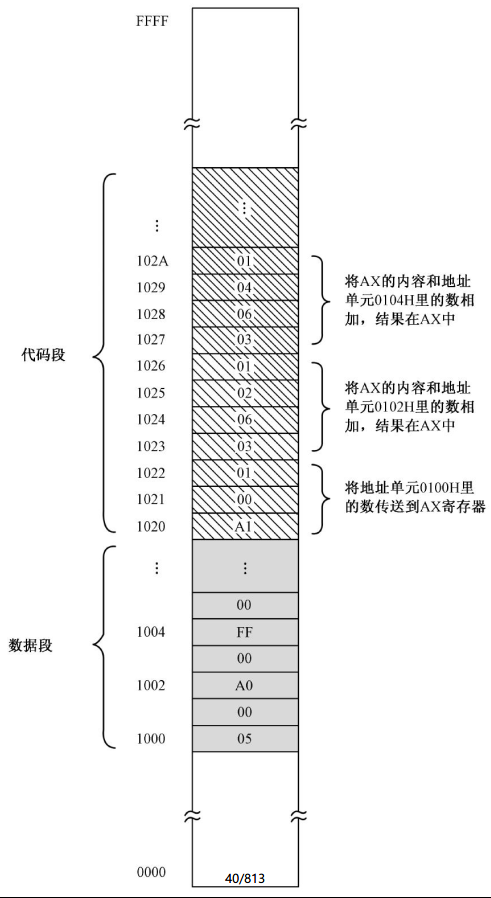 FFFF
⋮
⋮
102A 01
1029 04
1028 06
1027 03
将AX的内容和地址
单元0104H里的数相
加，结果在AX中
代码段
1026 01
1025 02
1024 06
1023 03
将AX的内容和地址
单元0102H里的数相
加，结果在AX中
1022 01
1021 00
1020 A1
将地址单元0100H里
的数传送到AX寄存器
⋮ ⋮
00
1004 FF
数据段
00
1002 A0
00
1000 05
0000
40/813